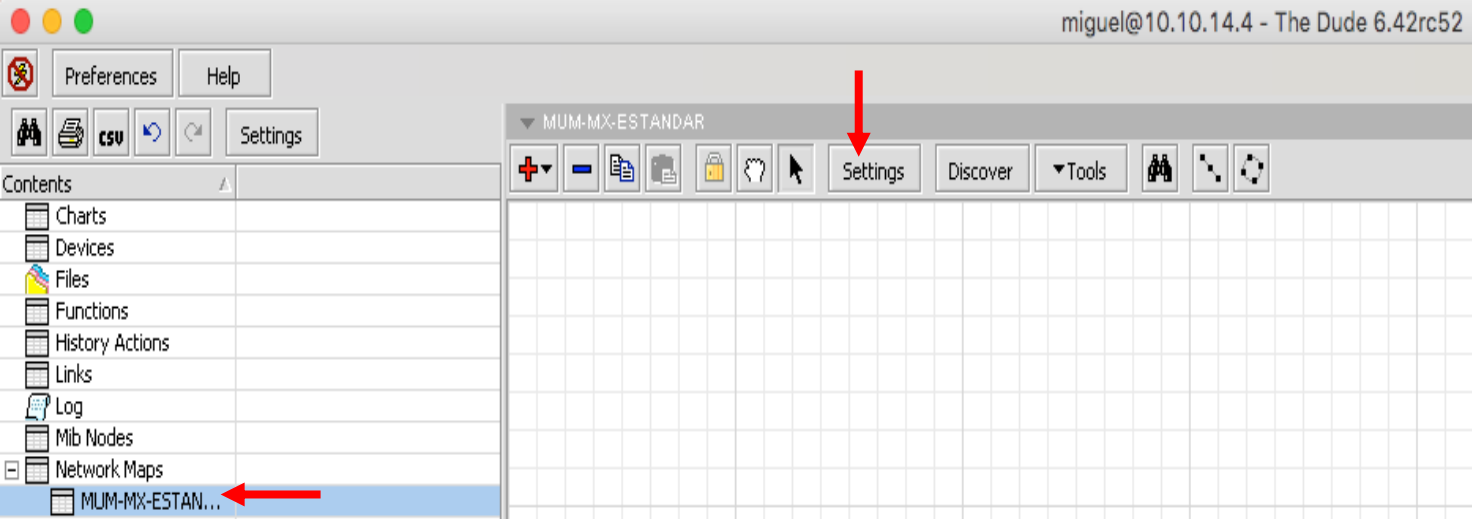 miguel@10.10.14.4 - The Dude 6.42rc52
Preferences Help
csv Settings
MUM-MX-ESTANDAR
Settings Discover Tools
Contents
Charts
Devices
Files
Functions
History Actions
Links
Log
Mib Nodes
Network Maps
MUM-MX-ESTAN...